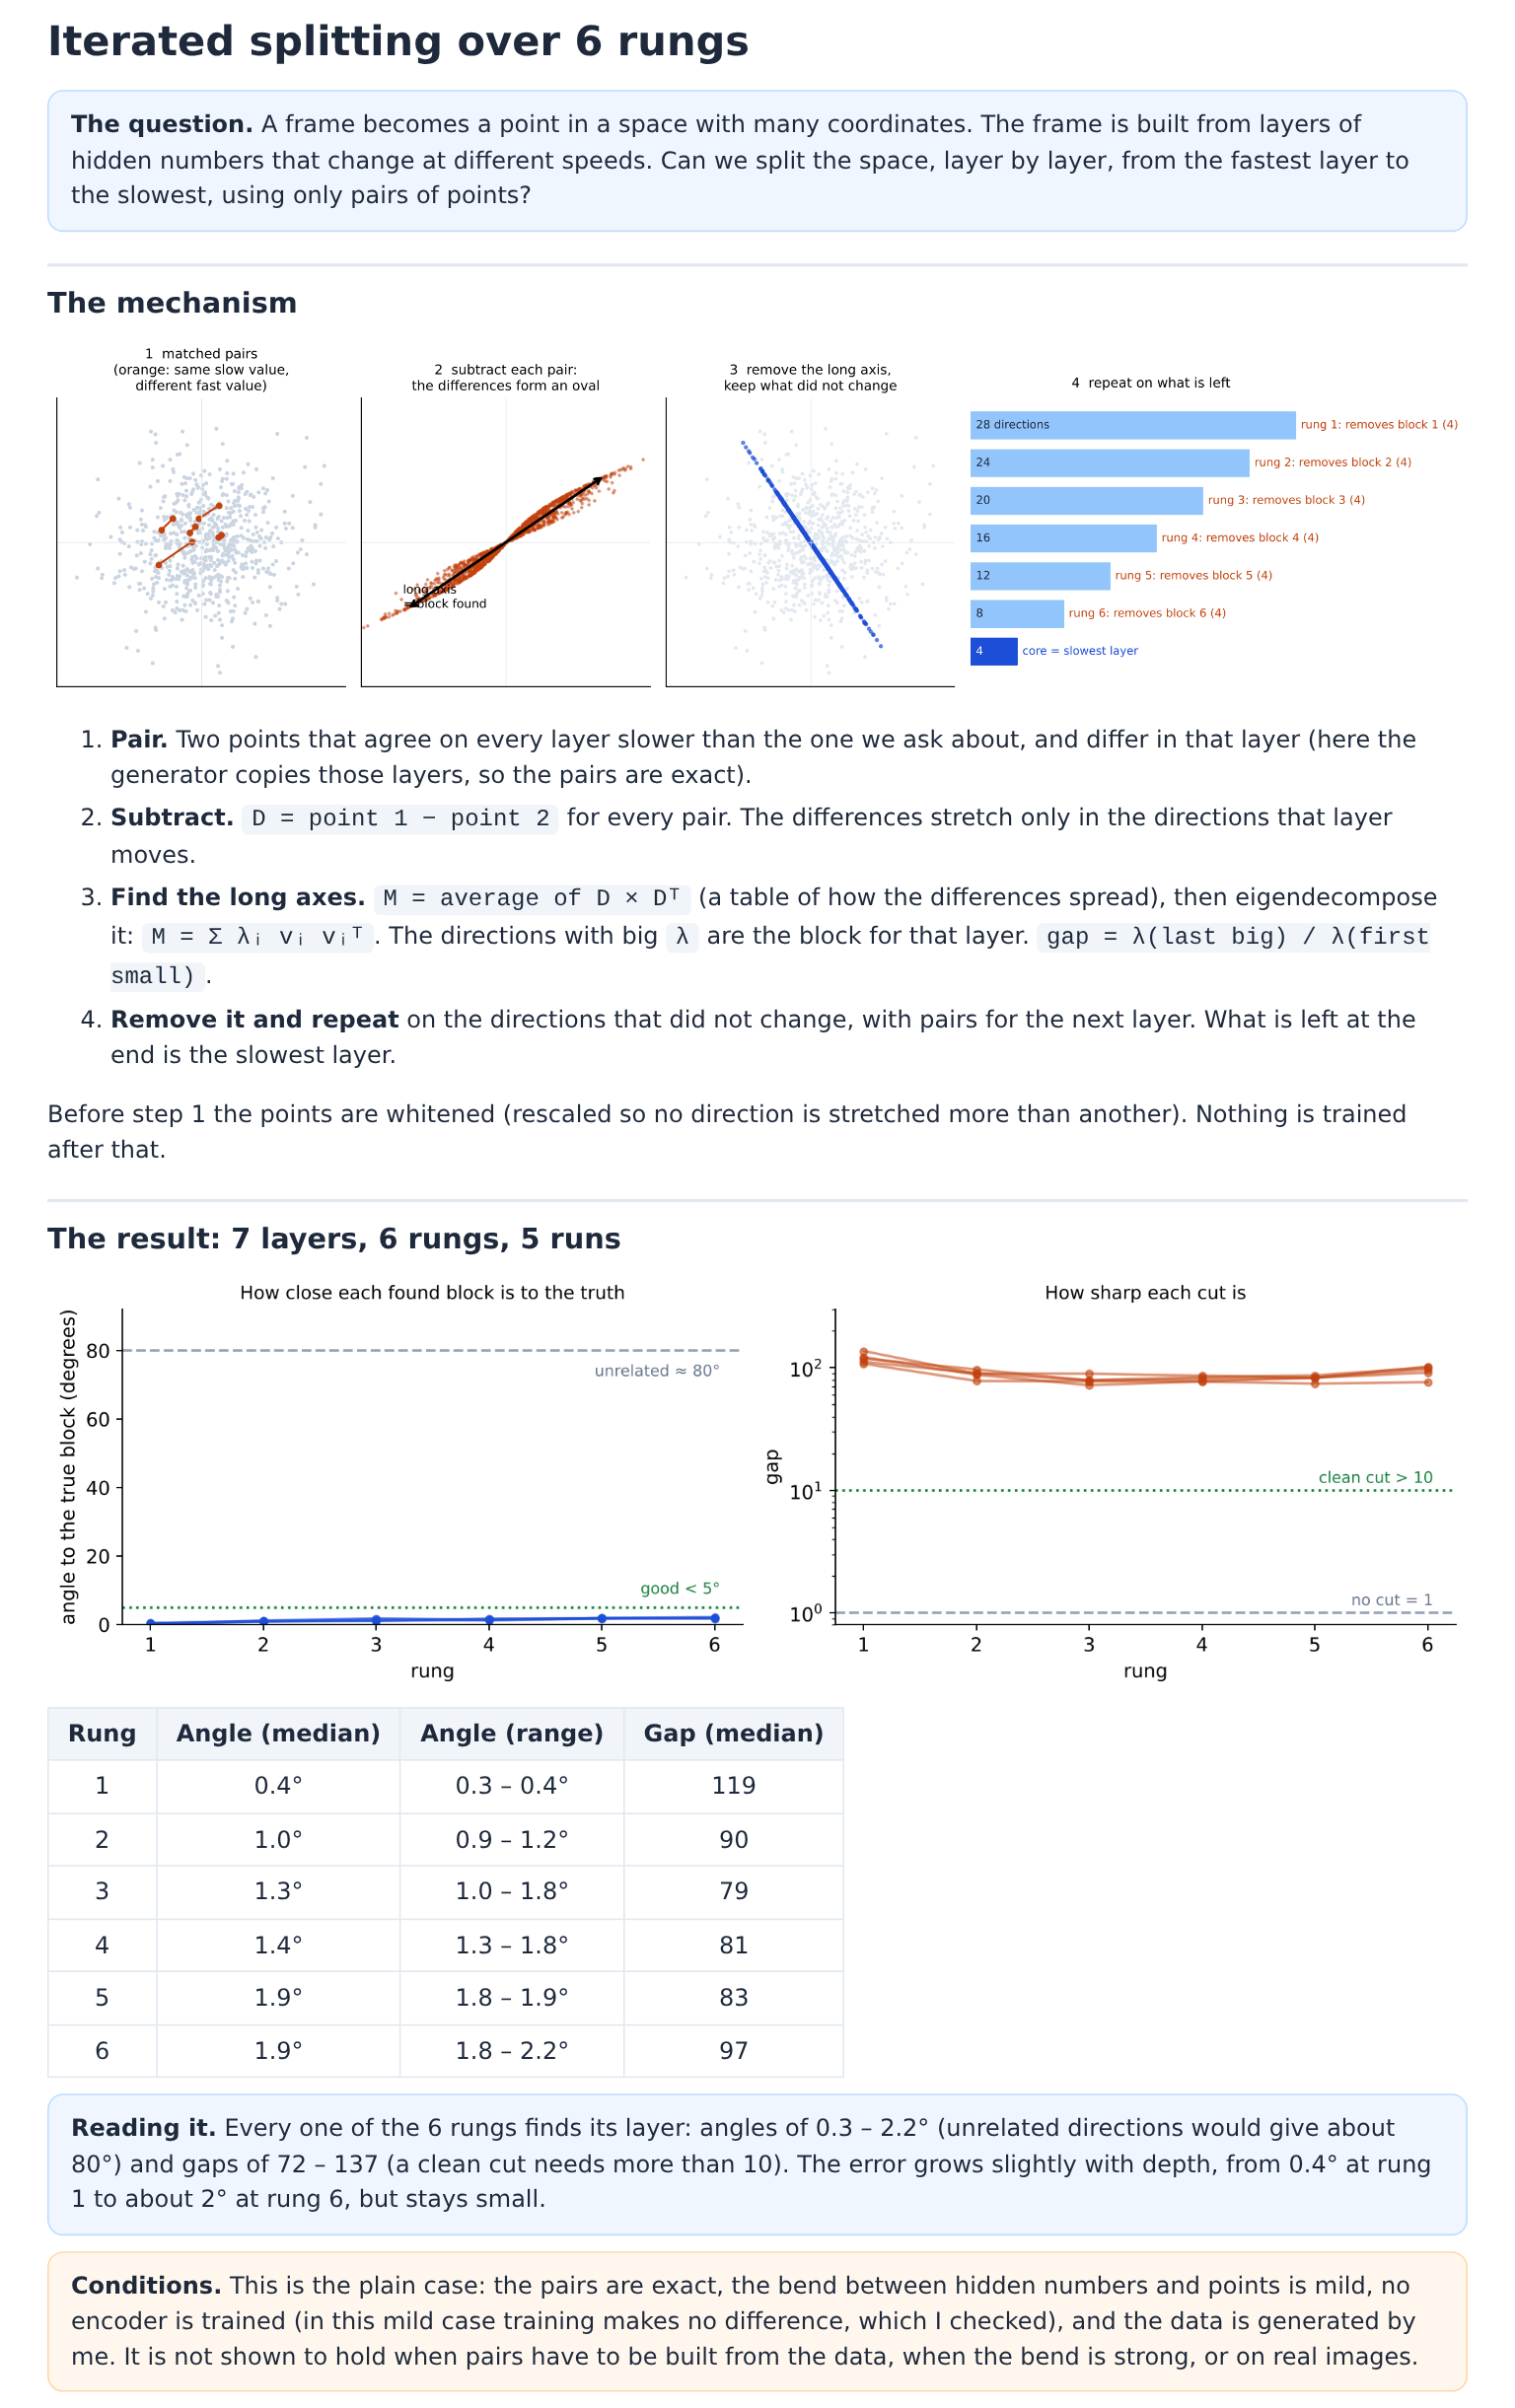 Iterated splitting over 6 rungs
The question. A frame becomes a point in a space with many coordinates. The frame is built from layers of
hidden numbers that change at different speeds. Can we split the space, layer by layer, from the fastest layer to
the slowest, using only pairs of points?
The mechanism
1 matched pairs
(orange: same slow value,
different fast value)
2 subtract each pair:
the differences form an oval
long axis
= block found
3 remove the long axis,
keep what did not change
4 repeat on what is left
28 directions rung 1: removes block 1 (4)
24 rung 2: removes block 2 (4)
20 rung 3: removes block 3 (4)
16 rung 4: removes block 4 (4)
12 rung 5: removes block 5 (4)
8 rung 6: removes block 6 (4)
4 core = slowest layer
1. Pair. Two points that agree on every layer slower than the one we ask about, and differ in that layer (here the
generator copies those layers, so the pairs are exact).
2. Subtract. D = point 1 − point 2 for every pair. The differences stretch only in the directions that layer
moves.
3. Find the long axes. M = average of D × Dᵀ (a table of how the differences spread), then eigendecompose
it: M = Σ λᵢ vᵢ vᵢᵀ. The directions with big λ are the block for that layer. gap = λ(last big) / λ(first
small).
4. Remove it and repeat on the directions that did not change, with pairs for the next layer. What is left at the
end is the slowest layer.
Before step 1 the points are whitened (rescaled so no direction is stretched more than another). Nothing is trained
after that.
The result: 7 layers, 6 rungs, 5 runs
How close each found block is to the truth
angle to the true block (degrees)
80
60
40
20
0
unrelated ≈ 80°
good < 5°
1 2 3 4 5 6
rung
How sharp each cut is
gap
10²
10¹
10⁰
clean cut > 10
no cut = 1
1 2 3 4 5 6
rung
Rung Angle (median) Angle (range) Gap (median)
1 0.4° 0.3 – 0.4° 119
2 1.0° 0.9 – 1.2° 90
3 1.3° 1.0 – 1.8° 79
4 1.4° 1.3 – 1.8° 81
5 1.9° 1.8 – 1.9° 83
6 1.9° 1.8 – 2.2° 97
Reading it. Every one of the 6 rungs finds its layer: angles of 0.3 – 2.2° (unrelated directions would give about
80°) and gaps of 72 – 137 (a clean cut needs more than 10). The error grows slightly with depth, from 0.4° at rung
1 to about 2° at rung 6, but stays small.
Conditions. This is the plain case: the pairs are exact, the bend between hidden numbers and points is mild, no
encoder is trained (in this mild case training makes no difference, which I checked), and the data is generated by
me. It is not shown to hold when pairs have to be built from the data, when the bend is strong, or on real images.